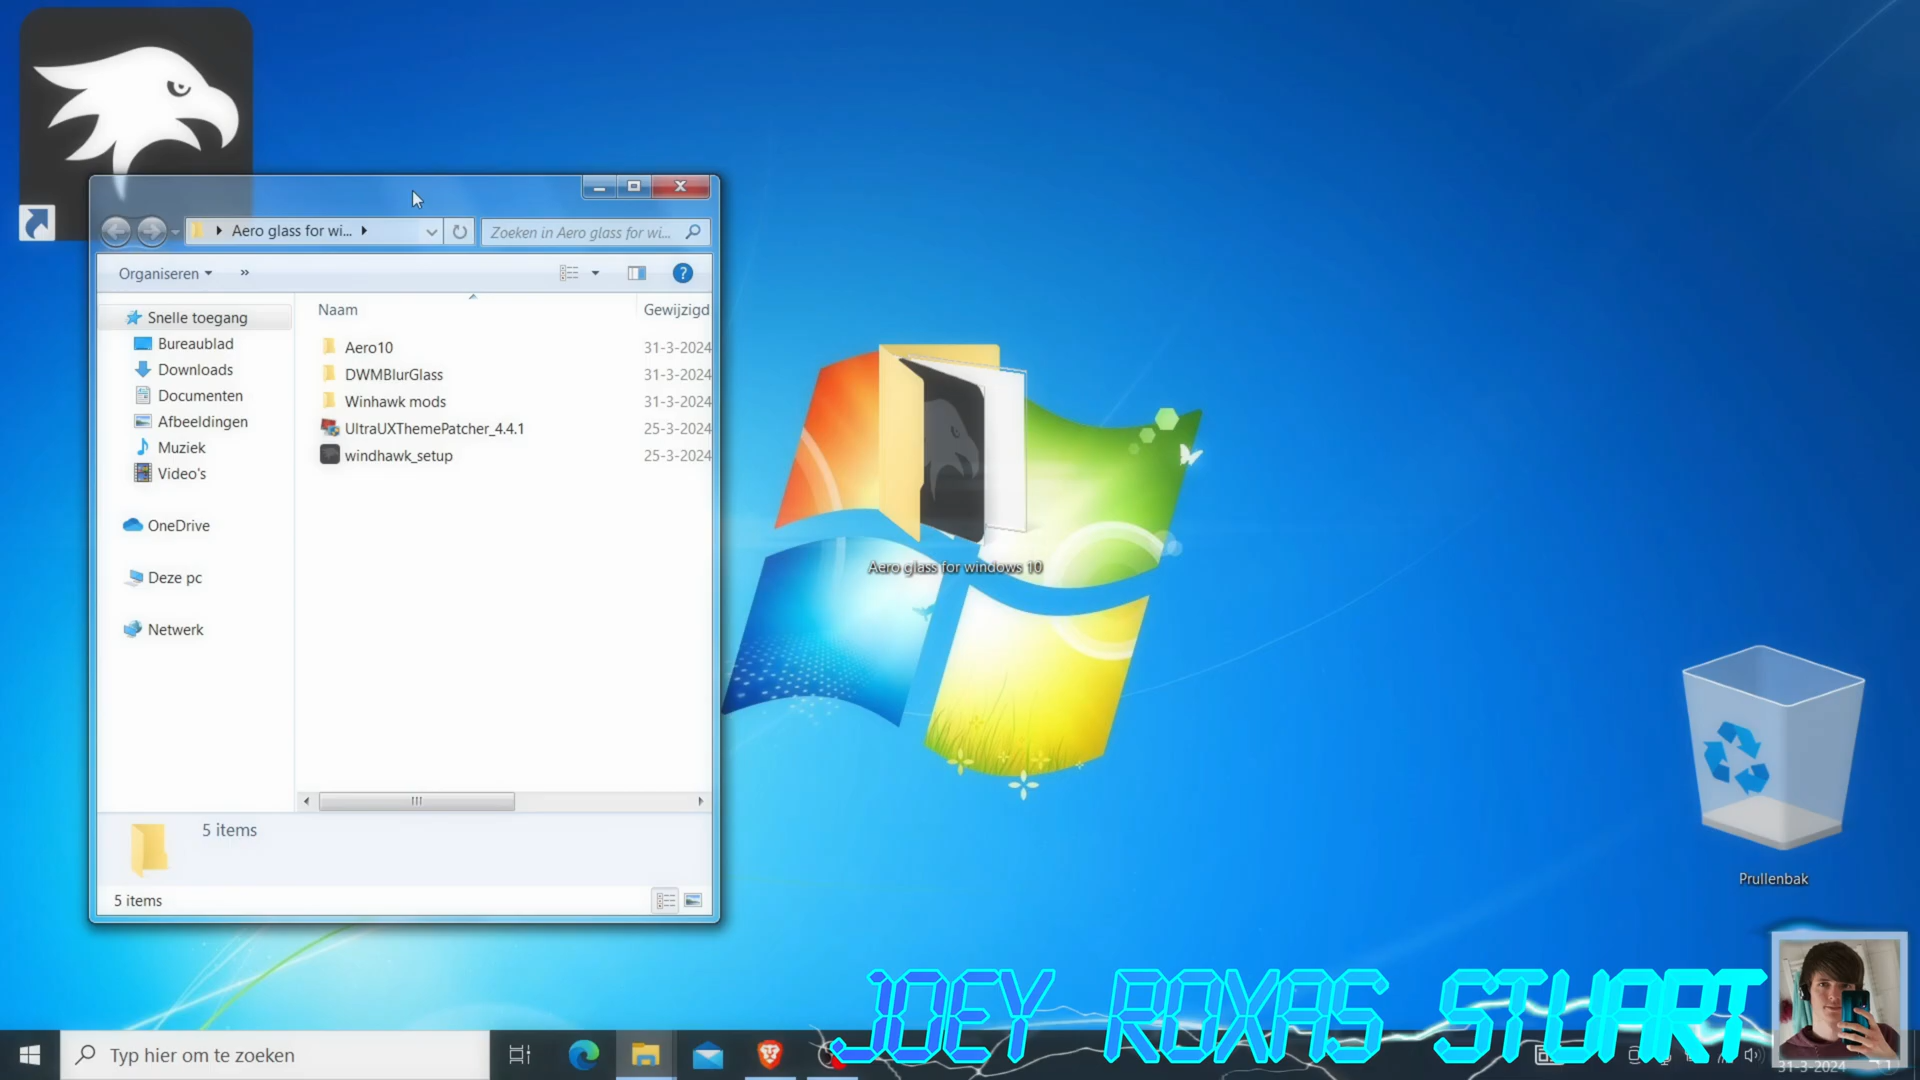 Aero glass for wi...
Zoeken in Aero glass for wi...
Organiseren
»
Naam
Gewijzigd
Snelle toegang
Bureaublad
Downloads
Documenten
Afbeeldingen
Muziek
Video's
OneDrive
Deze pc
Netwerk
Aero10 31-3-2024
DWMBlurGlass 31-3-2024
Winhawk mods 31-3-2024
UltraUXThemePatcher_4.4.1 25-3-2024
windhawk_setup 25-3-2024
5 items
5 items
Aero glass for windows 10
Prullenbak
JOEY ROXAS STUART
Typ hier om te zoeken
31-3-2024